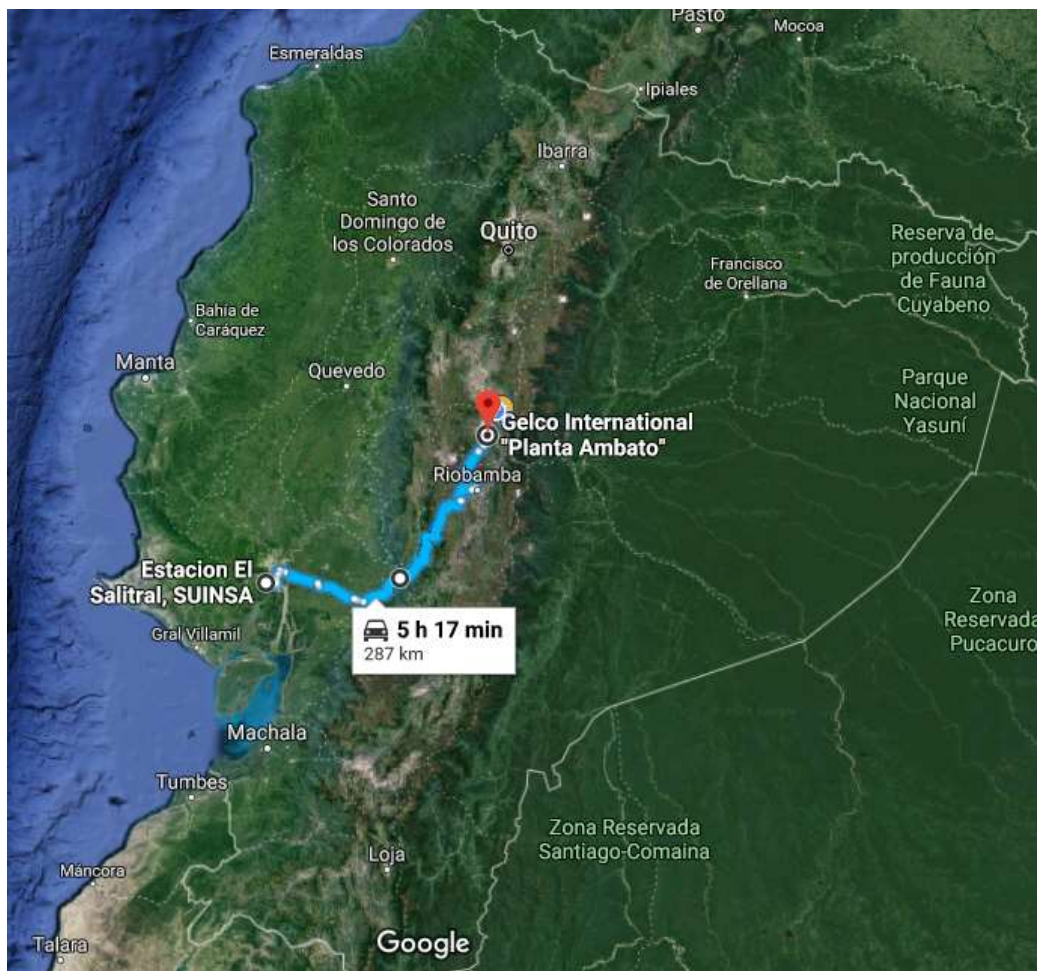 Pasto
Mocoa
Esmeraldas
Ipiales
Ibarra
Santo
Domingo de
los Colorados
Quito
Reserva de
producción
de Fauna
Cuyabeno
Francisco
de Orellana
Bahía de
Caráquez
Manta
Quevedo
Parque
Nacional
Yasuní
Gelco International
"Planta Ambato"
Riobamba
Estacion El
Salitral, SUINSA
Zona
Reservada
Pucacuro
5 h 17 min
287 km
Gral Villamil
Machala
Tumbes
Zona Reservada
Santiago-Comaina
Loja
Máncora
Talara
Google